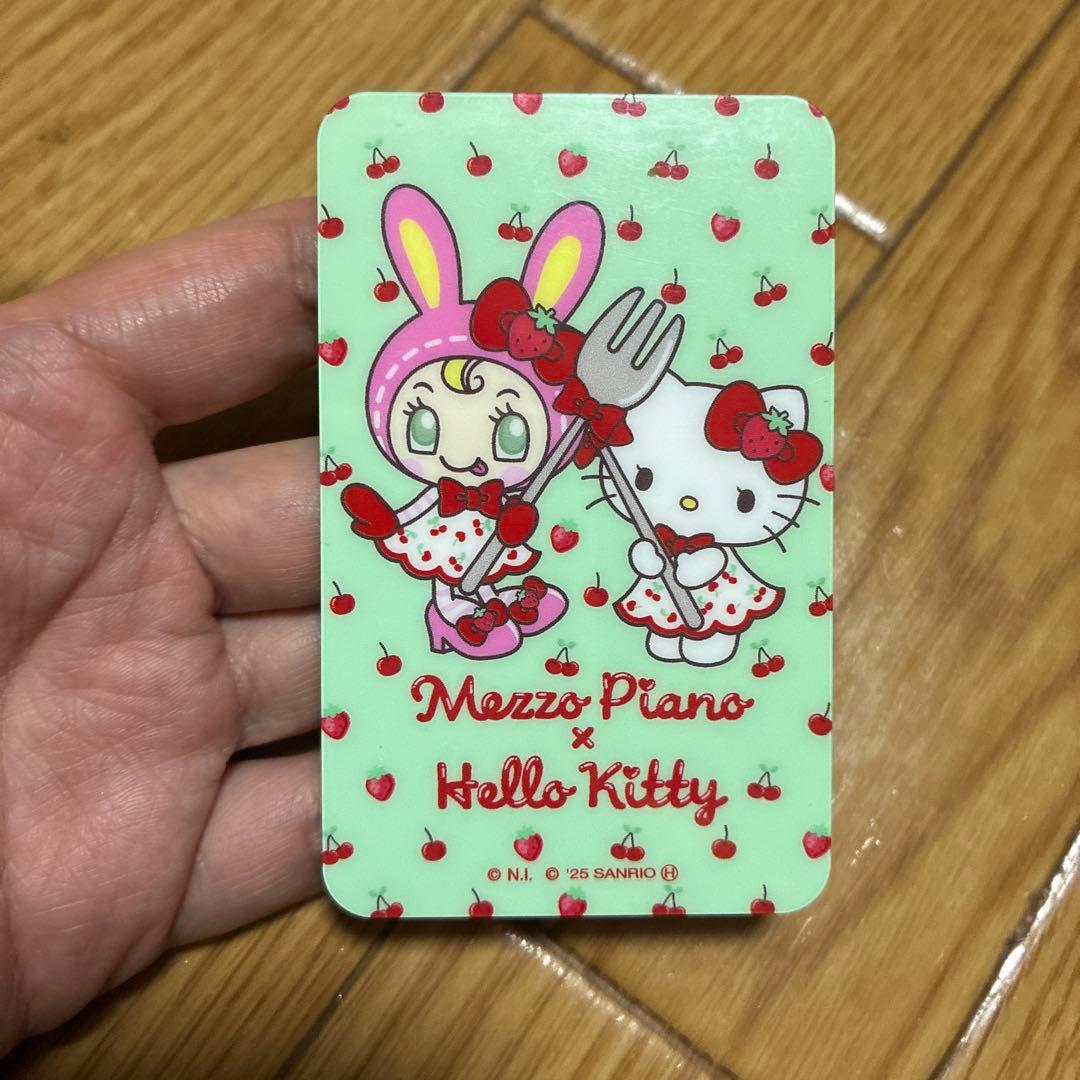 Mezzo Piano
×
Hello Kitty
© N.I. © '25 SANRIO Ⓗ